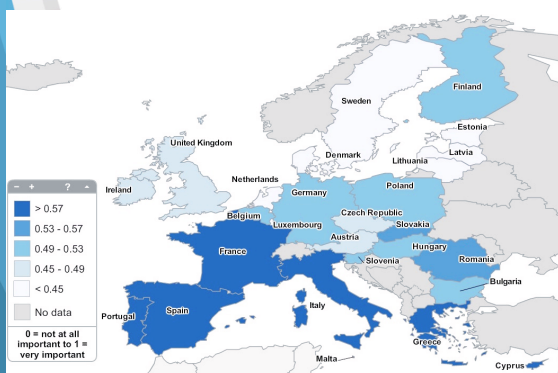 Finland
Sweden
Estonia
United Kingdom
Denmark
Latvia
Lithuania
Netherlands
Ireland
Germany
Poland
Belgium
Czech Republic
Luxembourg
Slovakia
Austria
France
Hungary
Slovenia
Romania
Bulgaria
Italy
Portugal
Spain
Greece
Malta
Cyprus
− + ?
> 0.57
0.53 - 0.57
0.49 - 0.53
0.45 - 0.49
< 0.45
No data
0 = not at all
important to 1 =
very important